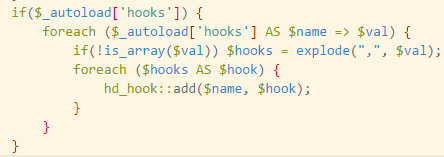 if($_autoload['hooks']) {
foreach ($_autoload['hooks'] AS $name => $val) {
if(!is_array($val)) $hooks = explode(",", $val);
foreach ($hooks AS $hook) {
hd_hook::add($name, $hook);
}
}
}